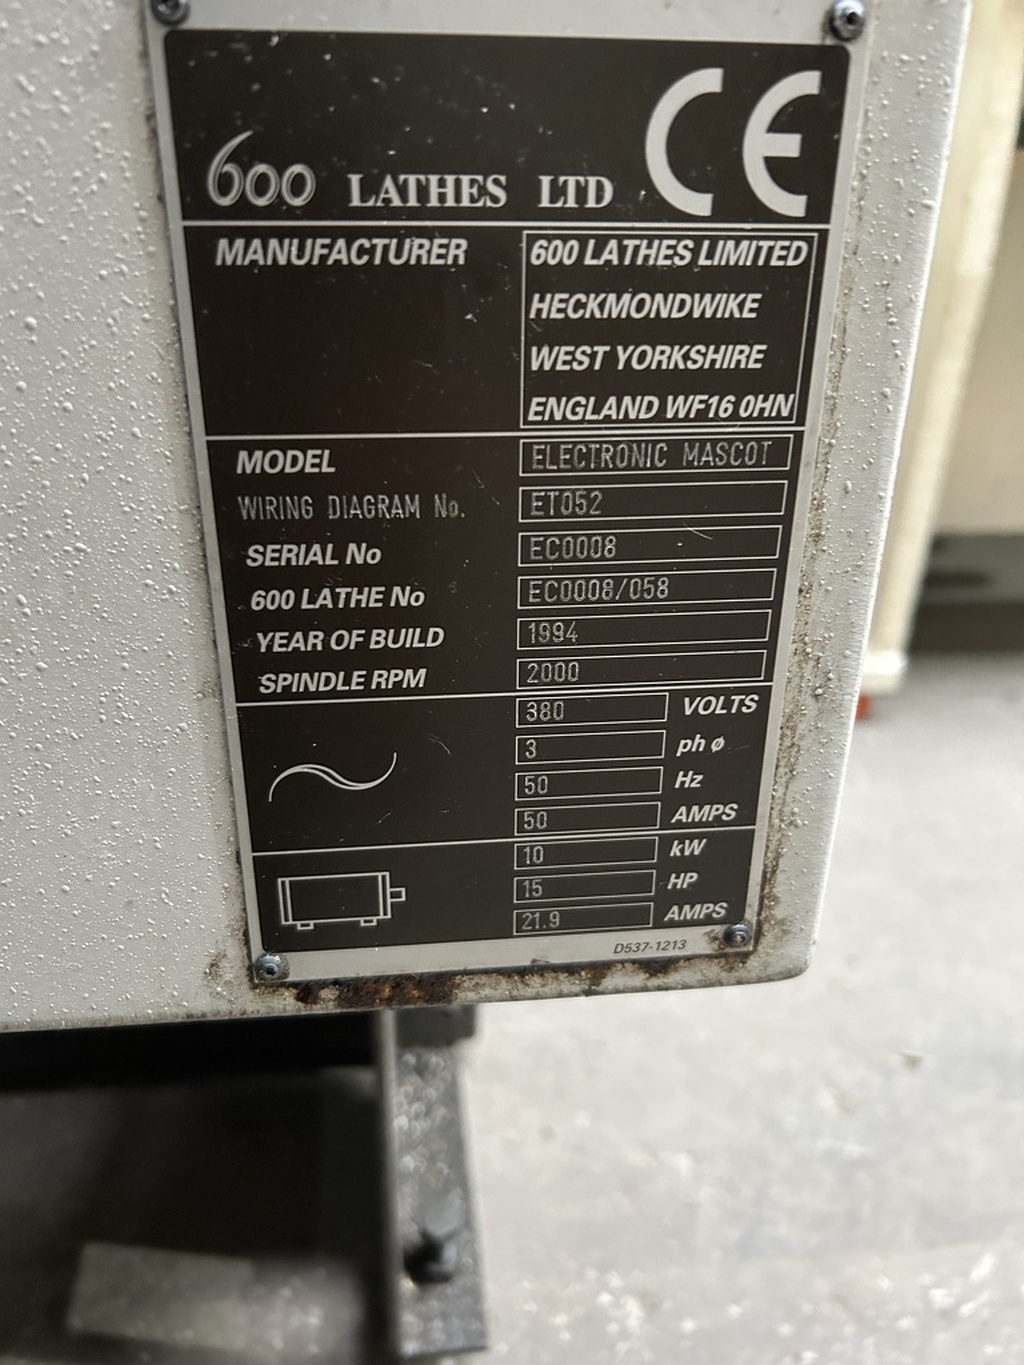 600 LATHES LTD CE
MANUFACTURER 600 LATHES LIMITED
HECKMONDWIKE
WEST YORKSHIRE
ENGLAND WF16 0HN
MODEL ELECTRONIC MASCOT
WIRING DIAGRAM No. ET052
SERIAL No EC0008
600 LATHE No EC0008/058
YEAR OF BUILD 1994
SPINDLE RPM 2000
380 VOLTS
3 ph ø
50 Hz
50 AMPS
10 kW
15 HP
21.9 AMPS
D537-1213